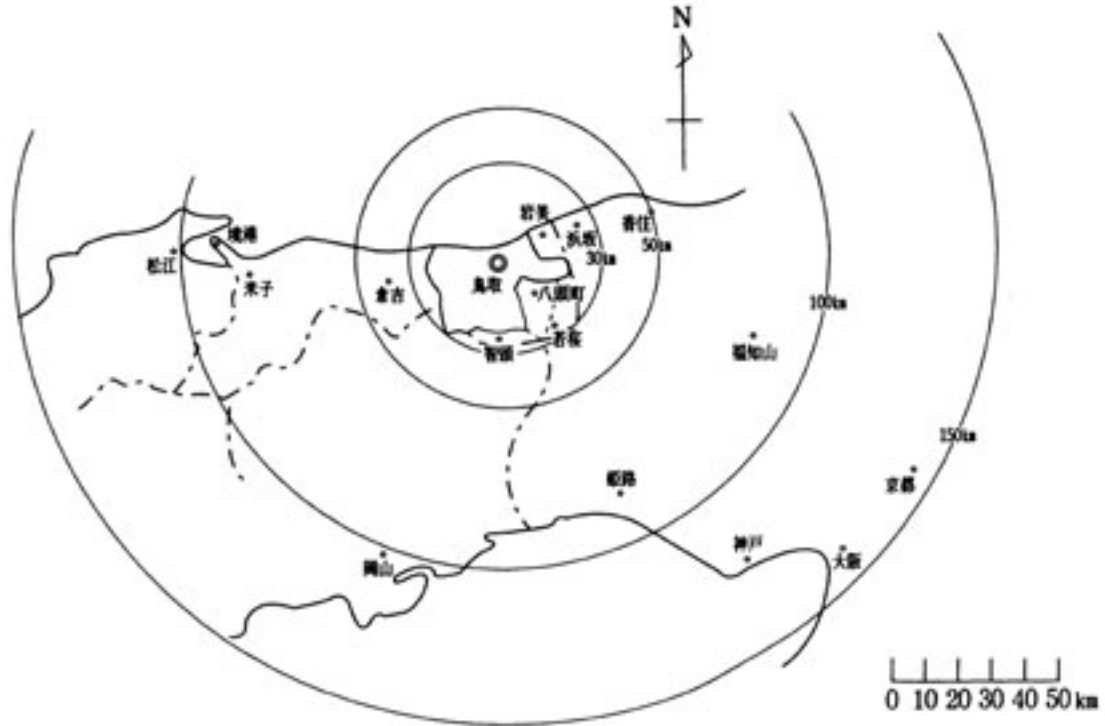 N
岩美
香住
浜坂
50km
境港
30km
松江
鳥取
米子
倉吉
八頭町
100km
若桜
智頭
福知山
150km
姫路
京都
神戸
大阪
岡山
0 10 20 30 40 50 km